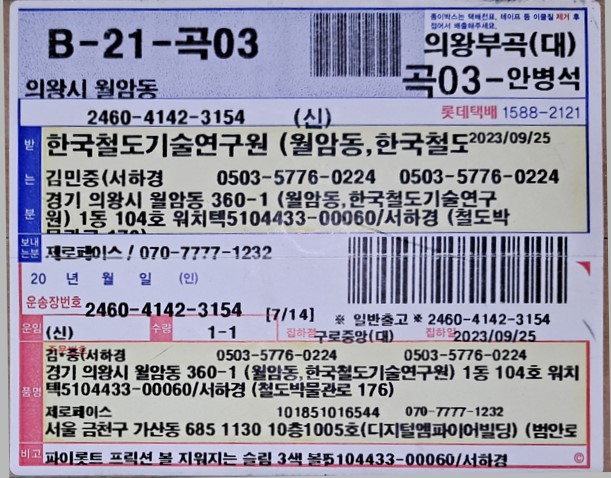 종이박스는 택배전표, 테이프 등 이물질 제거 후
접어서 배출해주세요.
B-21-곡03
의왕부곡(대)
의왕시 월암동
곡03-안병석
2460-4142-3154 (신)
롯데택배 1588-2121
받는분
한국철도기술연구원 (월암동,한국철도
2023/09/25
김민중(서하경 0503-5776-0224 0503-5776-0224
경기 의왕시 월암동 360-1 (월암동,한국철도기술연구
원) 1동 104호 워치텍5104433-00060/서하경 (철도박
보내는분
제로페이스 / 070-7777-1232
20 년 월 일 (인)
운송장번호
2460-4142-3154 [7/14]
※ 일반출고 ※ 2460-4142-3154
운임 (신) 수량 1-1 집하점 구로중앙(대) 집하일 2023/09/25
김*중(서하경 0503-5776-0224 0503-5776-0224
품명
경기 의왕시 월암동 360-1 (월암동,한국철도기술연구원) 1동 104호 워치
텍5104433-00060/서하경 (철도박물관로 176)
제로페이스 101851016544 070-7777-1232
서울 금천구 가산동 685 1130 10층1005호(디지털엠파이어빌딩) (범안로
비고
파이롯트 프릭션 볼 지워지는 슬림 3색 볼펜5104433-00060/서하경